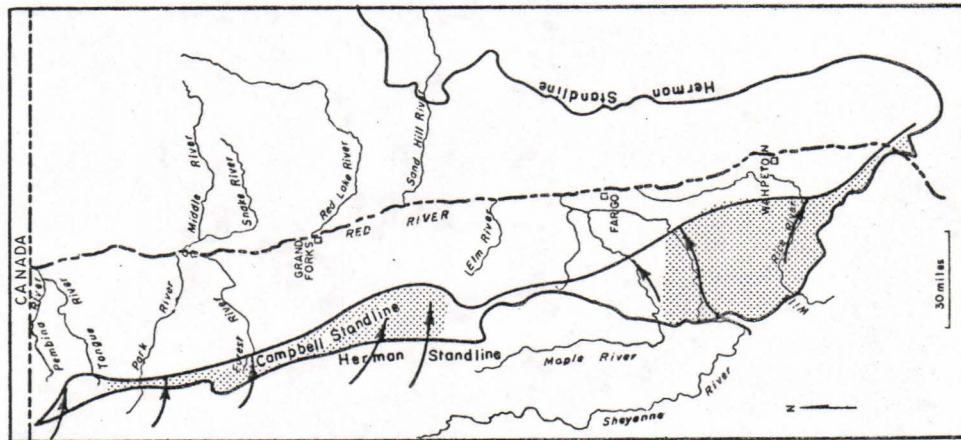 CANADA
Pembina River
Tongue
River
Park
River
Forest
River
Middle River
Snake River
Red Lake River
GRAND
FORKS
Sand Hill River
RED RIVER
Elm River
Campbell Standline
Herman Standline
Herman
Standline
FARGO
WAHPETON
Maple River
Sheyenne
River
Wild Rice River
N
30 miles